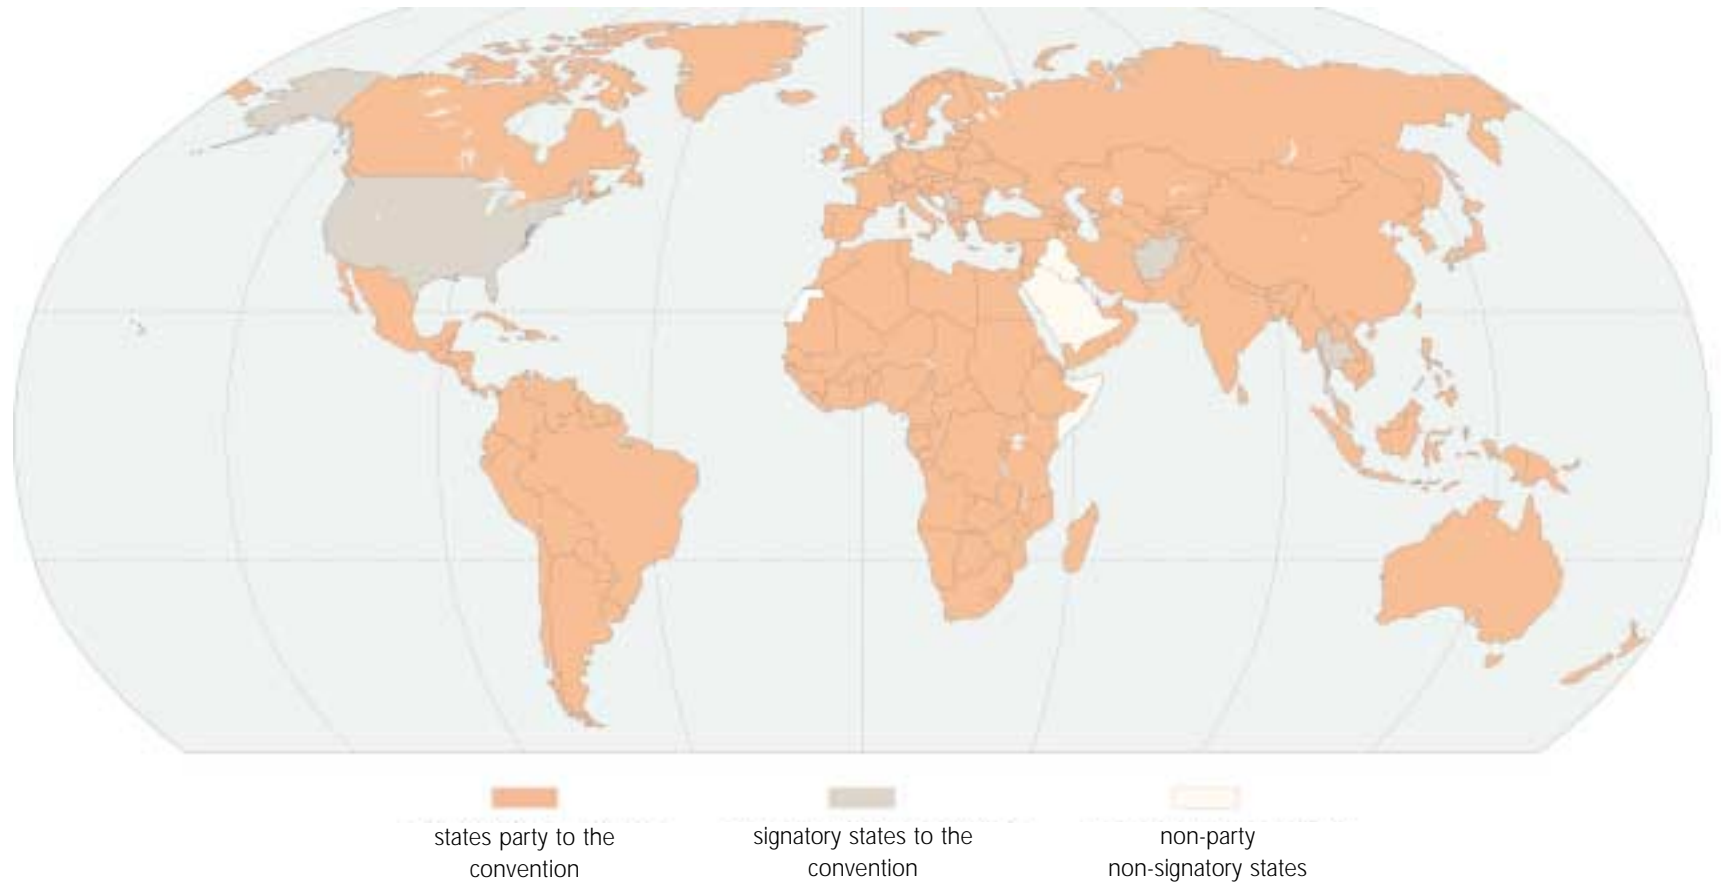 states party to the
convention
signatory states to the
convention
non-party
non-signatory states